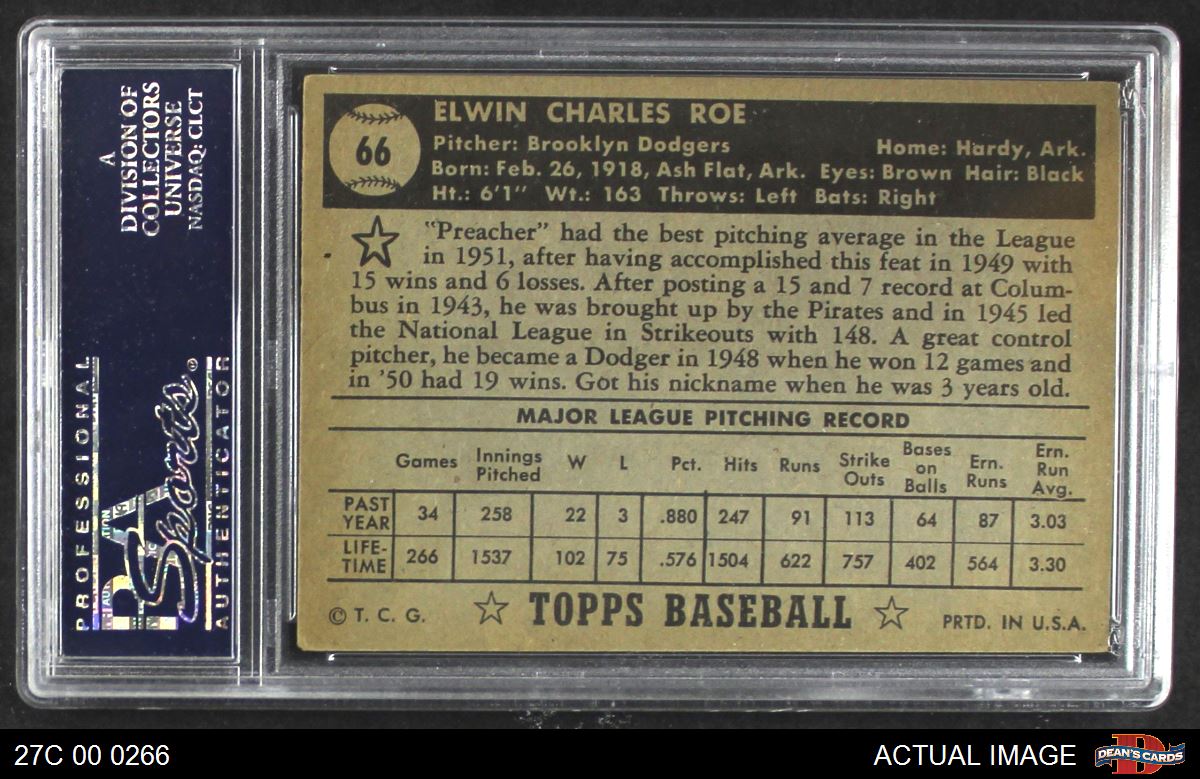 A
DIVISION OF
COLLECTORS
UNIVERSE
NASDAQ: CLCT
PROFESSIONAL
PSA
Sports®
AUTHENTICATOR
66
ELWIN CHARLES ROE
Pitcher: Brooklyn Dodgers Home: Hardy, Ark.
Born: Feb. 26, 1918, Ash Flat, Ark. Eyes: Brown Hair: Black
Ht.: 6'1" Wt.: 163 Throws: Left Bats: Right
"Preacher" had the best pitching average in the League
in 1951, after having accomplished this feat in 1949 with
15 wins and 6 losses. After posting a 15 and 7 record at Colum-
bus in 1943, he was brought up by the Pirates and in 1945 led
the National League in Strikeouts with 148. A great control
pitcher, he became a Dodger in 1948 when he won 12 games and
in '50 had 19 wins. Got his nickname when he was 3 years old.
MAJOR LEAGUE PITCHING RECORD
Games Innings Pitched W L Pct. Hits Runs Strike Outs Bases on Balls Ern. Runs Ern. Run Avg.
PAST YEAR 34 258 22 3 .880 247 91 113 64 87 3.03
LIFE-TIME 266 1537 102 75 .576 1504 622 757 402 564 3.30
© T. C. G. TOPPS BASEBALL PRTD. IN U.S.A.
27C 00 0266 ACTUAL IMAGE DEAN'S CARDS